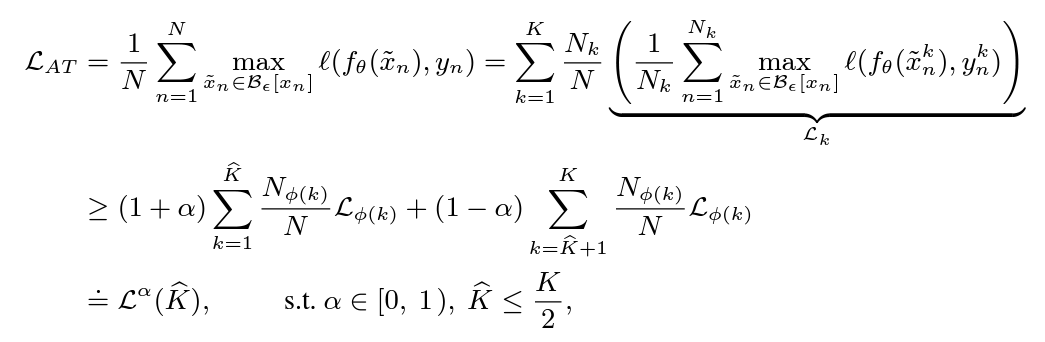 \mathcal{L}_{AT} = \frac{1}{N} \sum_{n=1}^{N} \max_{\tilde{x}_n \in \mathcal{B}_\epsilon[x_n]} \ell(f_\theta(\tilde{x}_n), y_n) = \sum_{k=1}^{K} \frac{N_k}{N} \underbrace{\left( \frac{1}{N_k} \sum_{n=1}^{N_k} \max_{\tilde{x}_n \in \mathcal{B}_\epsilon[x_n]} \ell(f_\theta(\tilde{x}_n^k), y_n^k) \right)}_{\mathcal{L}_k}
\geq (1 + \alpha) \sum_{k=1}^{\widehat{K}} \frac{N_{\phi(k)}}{N} \mathcal{L}_{\phi(k)} + (1 - \alpha) \sum_{k=\widehat{K}+1}^{K} \frac{N_{\phi(k)}}{N} \mathcal{L}_{\phi(k)}
\doteq \mathcal{L}^\alpha(\widehat{K}), \quad \text{s.t. } \alpha \in [0, 1), \widehat{K} \leq \frac{K}{2},